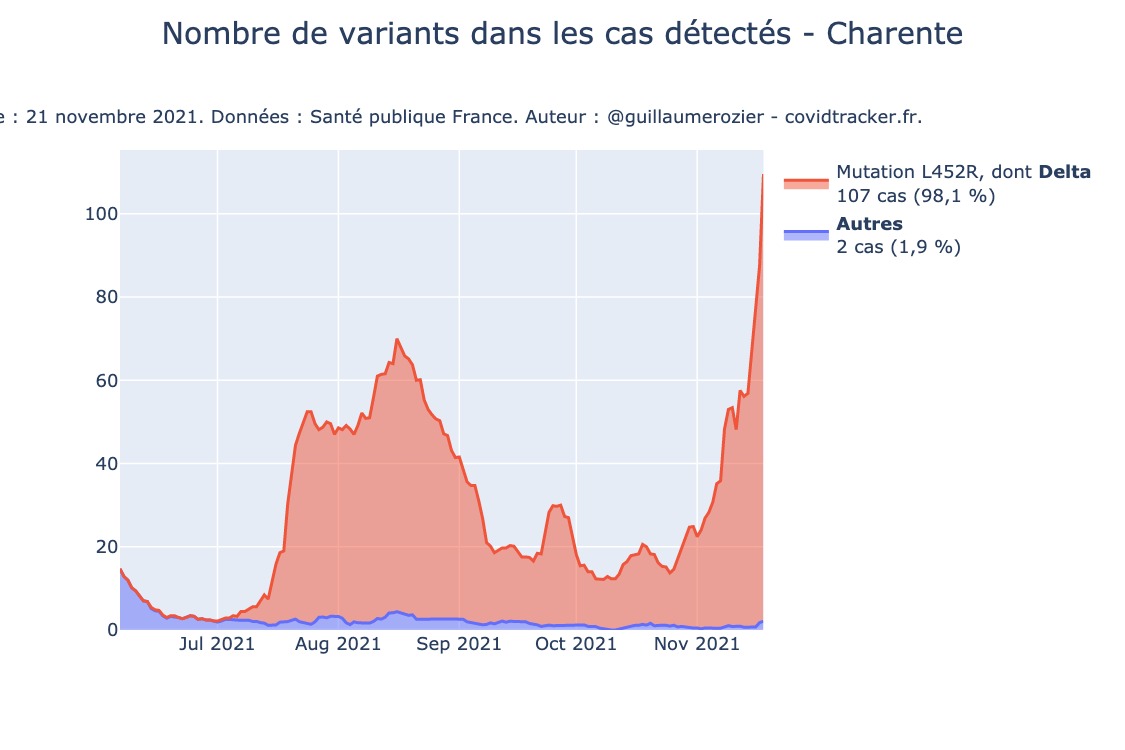 Nombre de variants dans les cas détectés - Charente
: 21 novembre 2021. Données : Santé publique France. Auteur : @guillaumerozier - covidtracker.fr.
Mutation L452R, dont Delta
107 cas (98,1 %)
Autres
2 cas (1,9 %)
100
80
60
40
20
0
Jul 2021
Aug 2021
Sep 2021
Oct 2021
Nov 2021